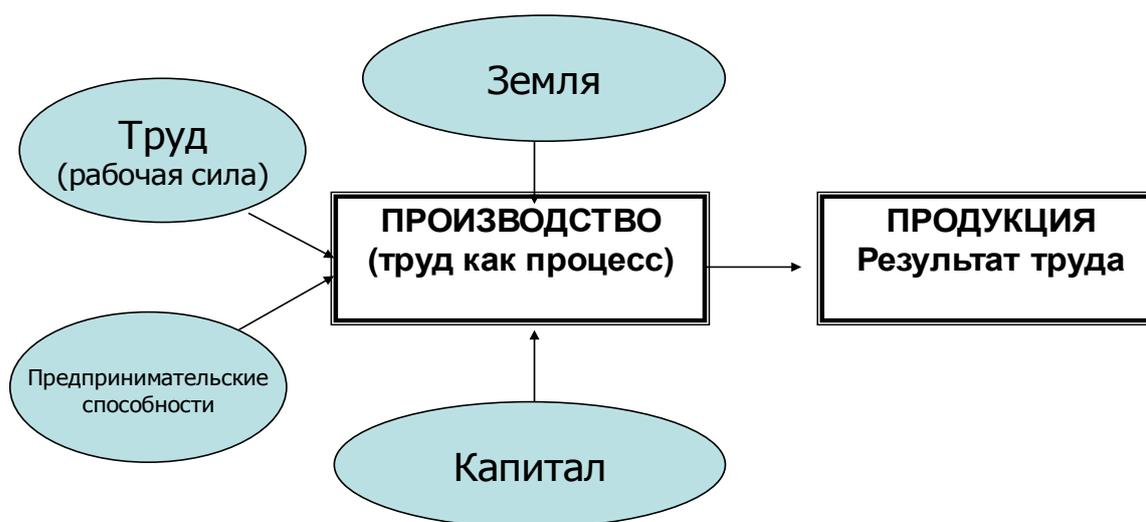 Земля
Труд
(рабочая сила)
ПРОИЗВОДСТВО
(труд как процесс)
ПРОДУКЦИЯ
Результат труда
Предпринимательские
способности
Капитал